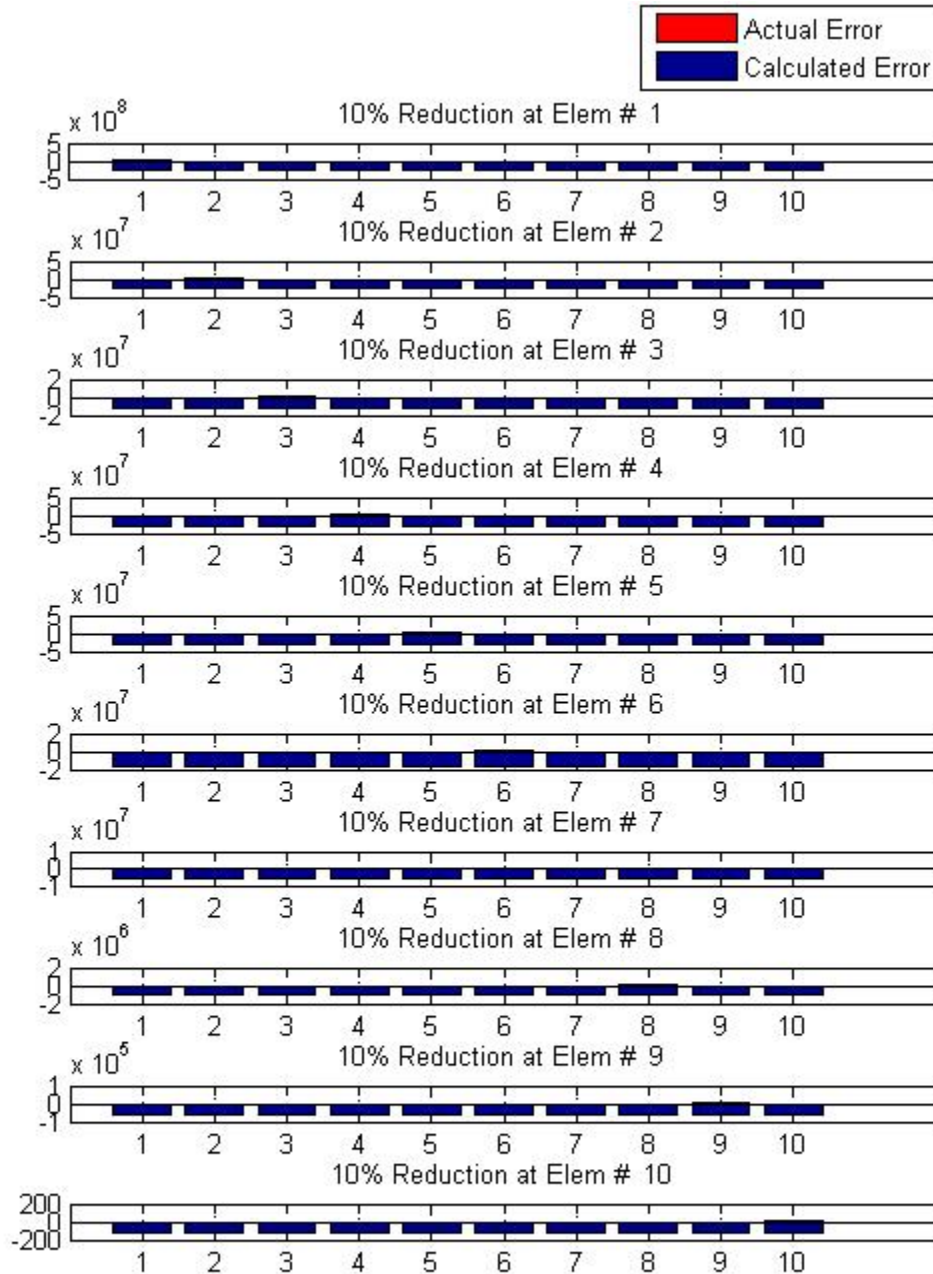 Actual Error
Calculated Error
x 10^8
10% Reduction at Elem # 1
5
0
-5
1 2 3 4 5 6 7 8 9 10
x 10^7
10% Reduction at Elem # 2
5
0
-5
1 2 3 4 5 6 7 8 9 10
x 10^7
10% Reduction at Elem # 3
2
0
-2
1 2 3 4 5 6 7 8 9 10
x 10^7
10% Reduction at Elem # 4
5
0
-5
1 2 3 4 5 6 7 8 9 10
x 10^7
10% Reduction at Elem # 5
5
0
-5
1 2 3 4 5 6 7 8 9 10
x 10^7
10% Reduction at Elem # 6
2
0
-2
1 2 3 4 5 6 7 8 9 10
x 10^7
10% Reduction at Elem # 7
1
0
-1
1 2 3 4 5 6 7 8 9 10
x 10^6
10% Reduction at Elem # 8
2
0
-2
1 2 3 4 5 6 7 8 9 10
x 10^5
10% Reduction at Elem # 9
1
0
-1
1 2 3 4 5 6 7 8 9 10
10% Reduction at Elem # 10
200
0
-200
1 2 3 4 5 6 7 8 9 10